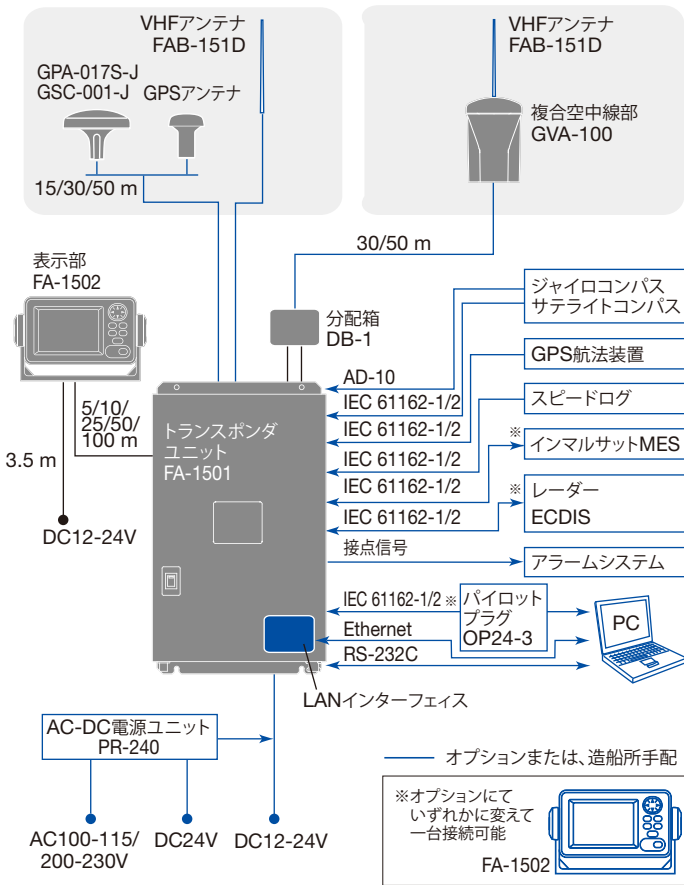 VHFアンテナ
FAB-151D
GPA-017S-J
GSC-001-J
GPSアンテナ
15/30/50 m
VHFアンテナ
FAB-151D
複合空中線部
GVA-100
30/50 m
表示部
FA-1502
分配箱
DB-1
5/10/
25/50/
100 m
3.5 m
DC12-24V
トランスポンダ
ユニット
FA-1501
AD-10
IEC 61162-1/2
IEC 61162-1/2
IEC 61162-1/2
IEC 61162-1/2
IEC 61162-1/2
接点信号
ジャイロコンパス
サテライトコンパス
GPS航法装置
スピードログ
※
インマルサットMES
※
レーダー
ECDIS
アラームシステム
IEC 61162-1/2 ※
パイロット
プラグ
OP24-3
Ethernet
RS-232C
PC
LANインターフェィス
AC-DC電源ユニット
PR-240
AC100-115/
200-230V
DC24V
DC12-24V
オプションまたは、造船所手配
※オプションにて
いずれかに変えて
一台接続可能
FA-1502